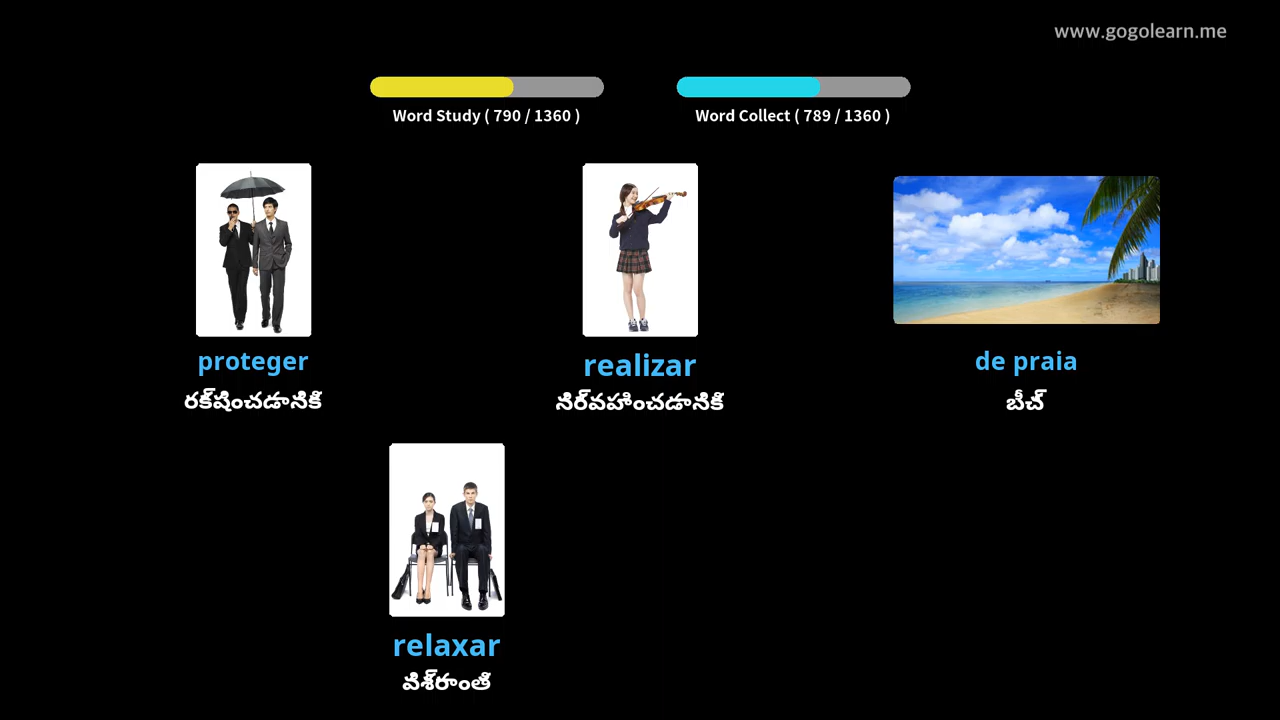 www.gogolearn.me
Word Study ( 790 / 1360 )
Word Collect ( 789 / 1360 )
proteger
రక్షించడానికి
realizar
నిర్వహించడానికి
de praia
బీచ్
relaxar
విశ్రాంతి